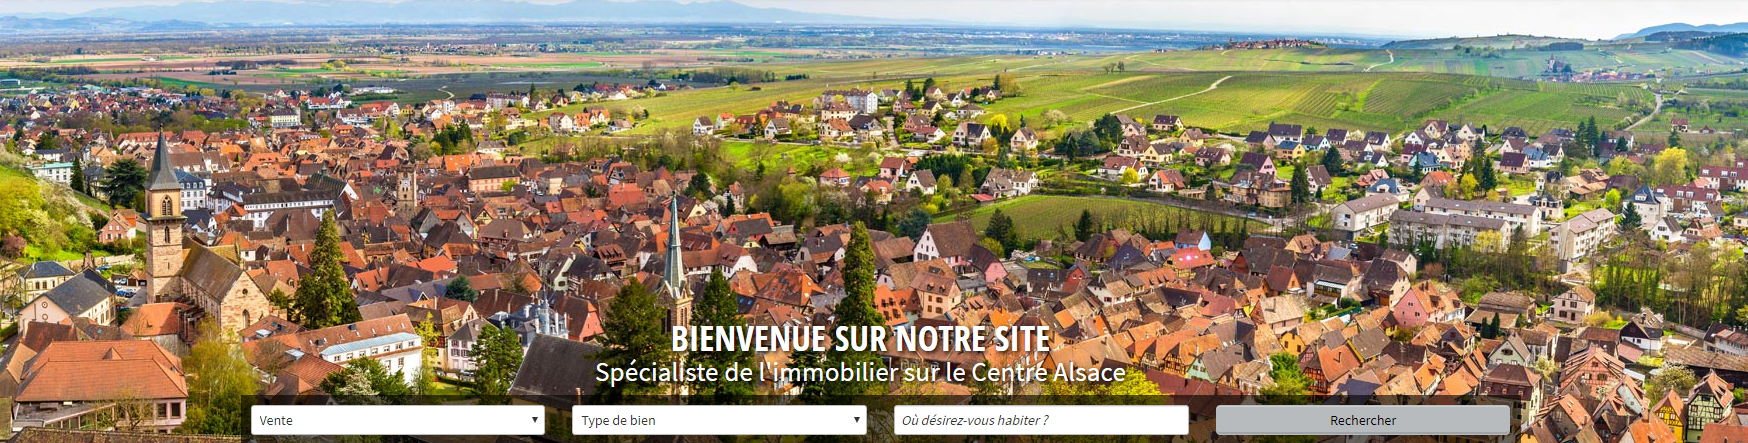 BIENVENUE SUR NOTRE SITE
Spécialiste de l'immobilier sur le Centre Alsace
Vente
Type de bien
Où désirez-vous habiter ?
Rechercher